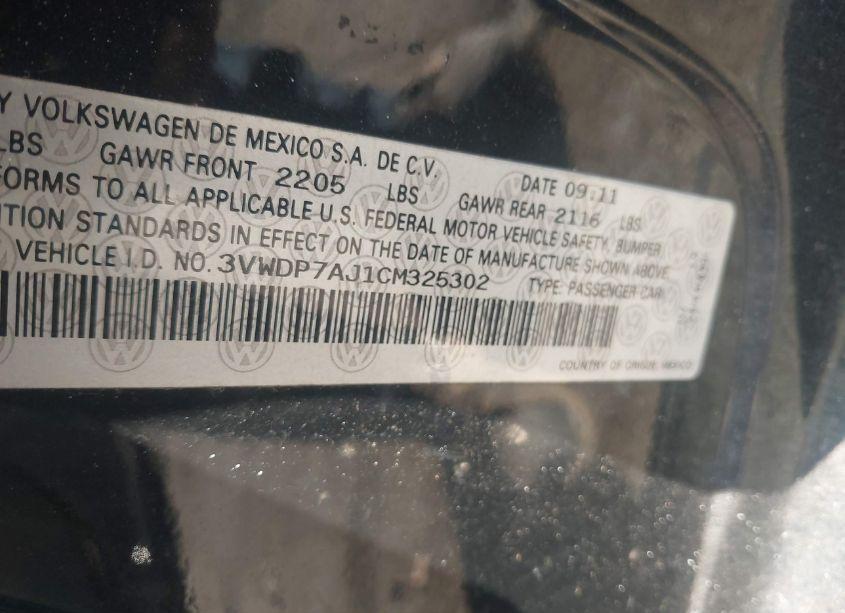 Y VOLKSWAGEN DE MEXICO S.A. DE C.V. DATE 09 11
LBS GAWR FRONT 2205 LBS GAWR REAR 2116 LBS
FORMS TO ALL APPLICABLE U.S. FEDERAL MOTOR VEHICLE SAFETY, BUMPER
TION STANDARDS IN EFFECT ON THE DATE OF MANUFACTURE SHOWN ABOVE.
VEHICLE I.D. NO. 3VWDP7AJ1CM325302 TYPE: PASSENGER CAR
COUNTRY OF ORIGIN: MEXICO